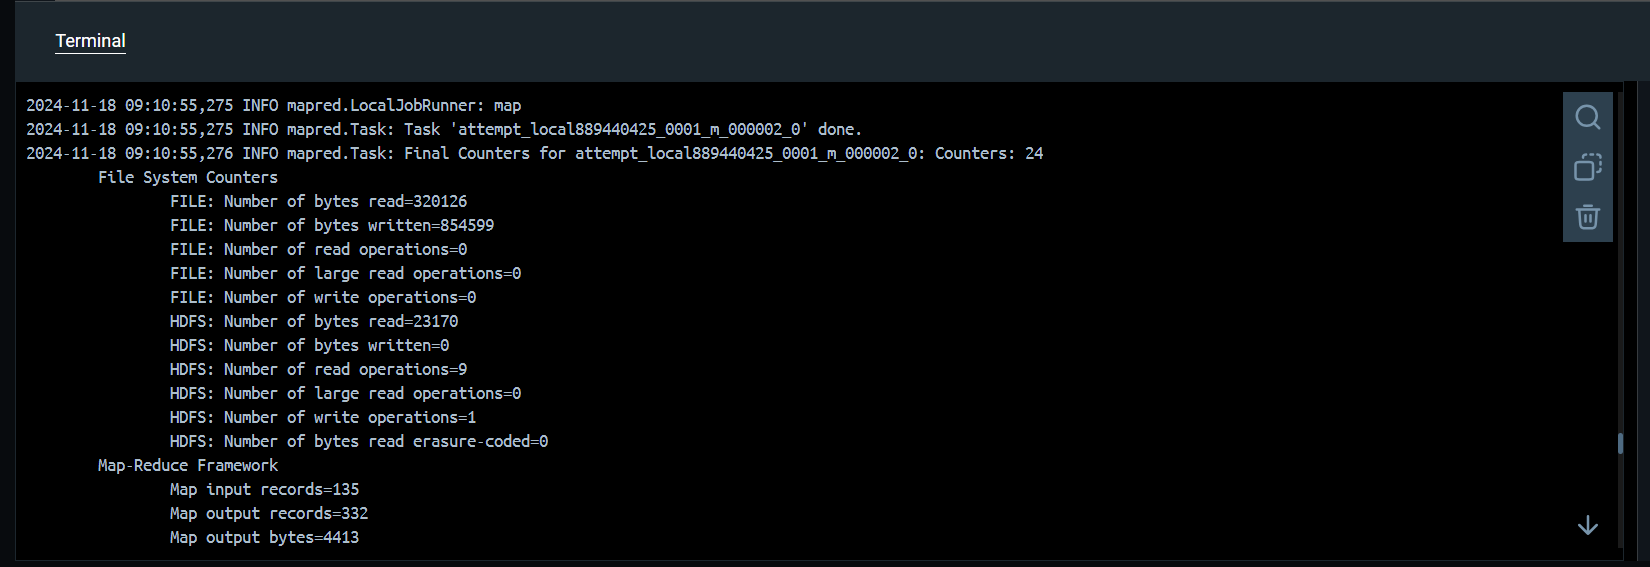 Terminal
2024-11-18 09:10:55,275 INFO mapred.LocalJobRunner: map
2024-11-18 09:10:55,275 INFO mapred.Task: Task 'attempt_local889440425_0001_m_000002_0' done.
2024-11-18 09:10:55,276 INFO mapred.Task: Final Counters for attempt_local889440425_0001_m_000002_0: Counters: 24
File System Counters
FILE: Number of bytes read=320126
FILE: Number of bytes written=854599
FILE: Number of read operations=0
FILE: Number of large read operations=0
FILE: Number of write operations=0
HDFS: Number of bytes read=23170
HDFS: Number of bytes written=0
HDFS: Number of read operations=9
HDFS: Number of large read operations=0
HDFS: Number of write operations=1
HDFS: Number of bytes read erasure-coded=0
Map-Reduce Framework
Map input records=135
Map output records=332
Map output bytes=4413